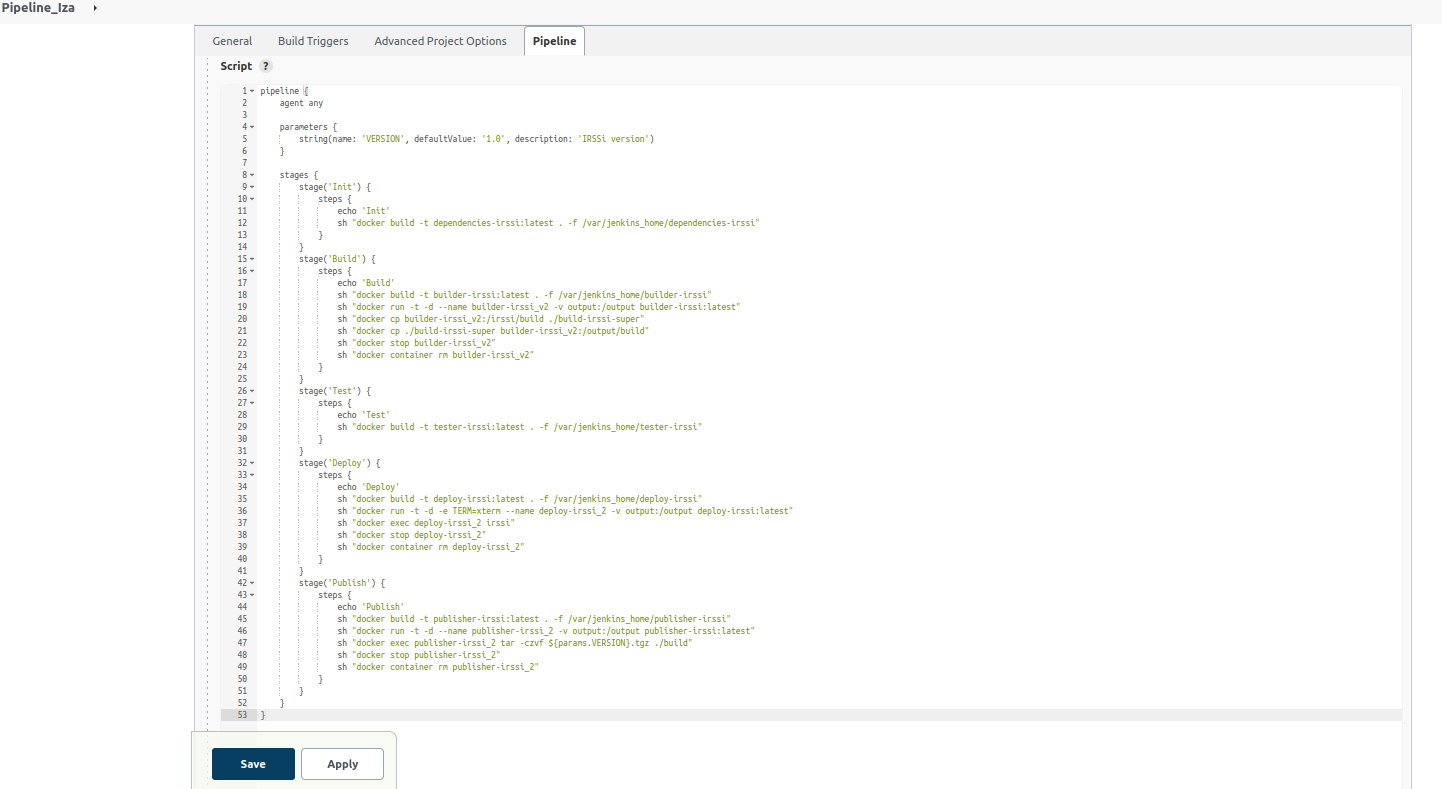 Pipeline_Iza
General Build Triggers Advanced Project Options Pipeline
Script ?
1 pipeline {
2 agent any
3
4 parameters {
5 string(name: 'VERSION', defaultValue: '1.0', description: 'IRSSi version')
6 }
7
8 stages {
9 stage('Init') {
10 steps {
11 echo 'Init'
12 sh "docker build -t dependencies-irssi:latest . -f /var/jenkins_home/dependencies-irssi"
13 }
14 }
15 stage('Build') {
16 steps {
17 echo 'Build'
18 sh "docker build -t builder-irssi:latest . -f /var/jenkins_home/builder-irssi"
19 sh "docker run -t -d --name builder-irssi_v2 -v output:/output builder-irssi:latest"
20 sh "docker cp builder-irssi_v2:/irssi/build ./build-irssi-super"
21 sh "docker cp ./build-irssi-super builder-irssi_v2:/output/build"
22 sh "docker stop builder-irssi_v2"
23 sh "docker container rm builder-irssi_v2"
24 }
25 }
26 stage('Test') {
27 steps {
28 echo 'Test'
29 sh "docker build -t tester-irssi:latest . -f /var/jenkins_home/tester-irssi"
30 }
31 }
32 stage('Deploy') {
33 steps {
34 echo 'Deploy'
35 sh "docker build -t deploy-irssi:latest . -f /var/jenkins_home/deploy-irssi"
36 sh "docker run -t -d -e TERM=xterm --name deploy-irssi_2 -v output:/output deploy-irssi:latest"
37 sh "docker exec deploy-irssi_2 irssi"
38 sh "docker stop deploy-irssi_2"
39 sh "docker container rm deploy-irssi_2"
40 }
41 }
42 stage('Publish') {
43 steps {
44 echo 'Publish'
45 sh "docker build -t publisher-irssi:latest . -f /var/jenkins_home/publisher-irssi"
46 sh "docker run -t -d --name publisher-irssi_2 -v output:/output publisher-irssi:latest"
47 sh "docker exec publisher-irssi_2 tar -czvf ${params.VERSION}.tgz ./build"
48 sh "docker stop publisher-irssi_2"
49 sh "docker container rm publisher-irssi_2"
50 }
51 }
52 }
53 }
Save Apply